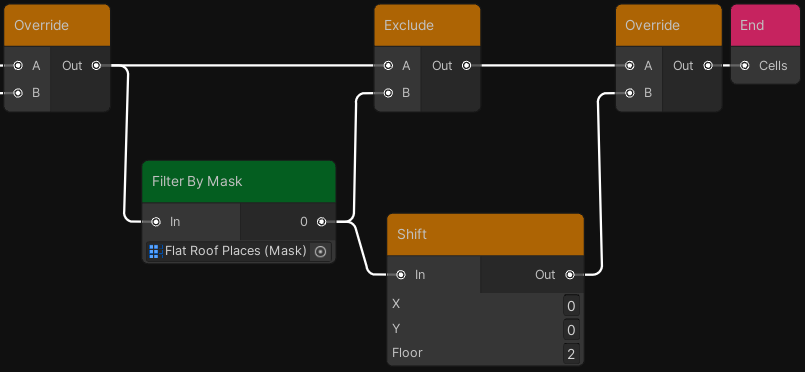 Override
A Out
B
Exclude
A Out
B
Override
A Out
B
End
Cells
Filter By Mask
In 0
Flat Roof Places (Mask)
Shift
In Out
X 0
Y 0
Floor 2